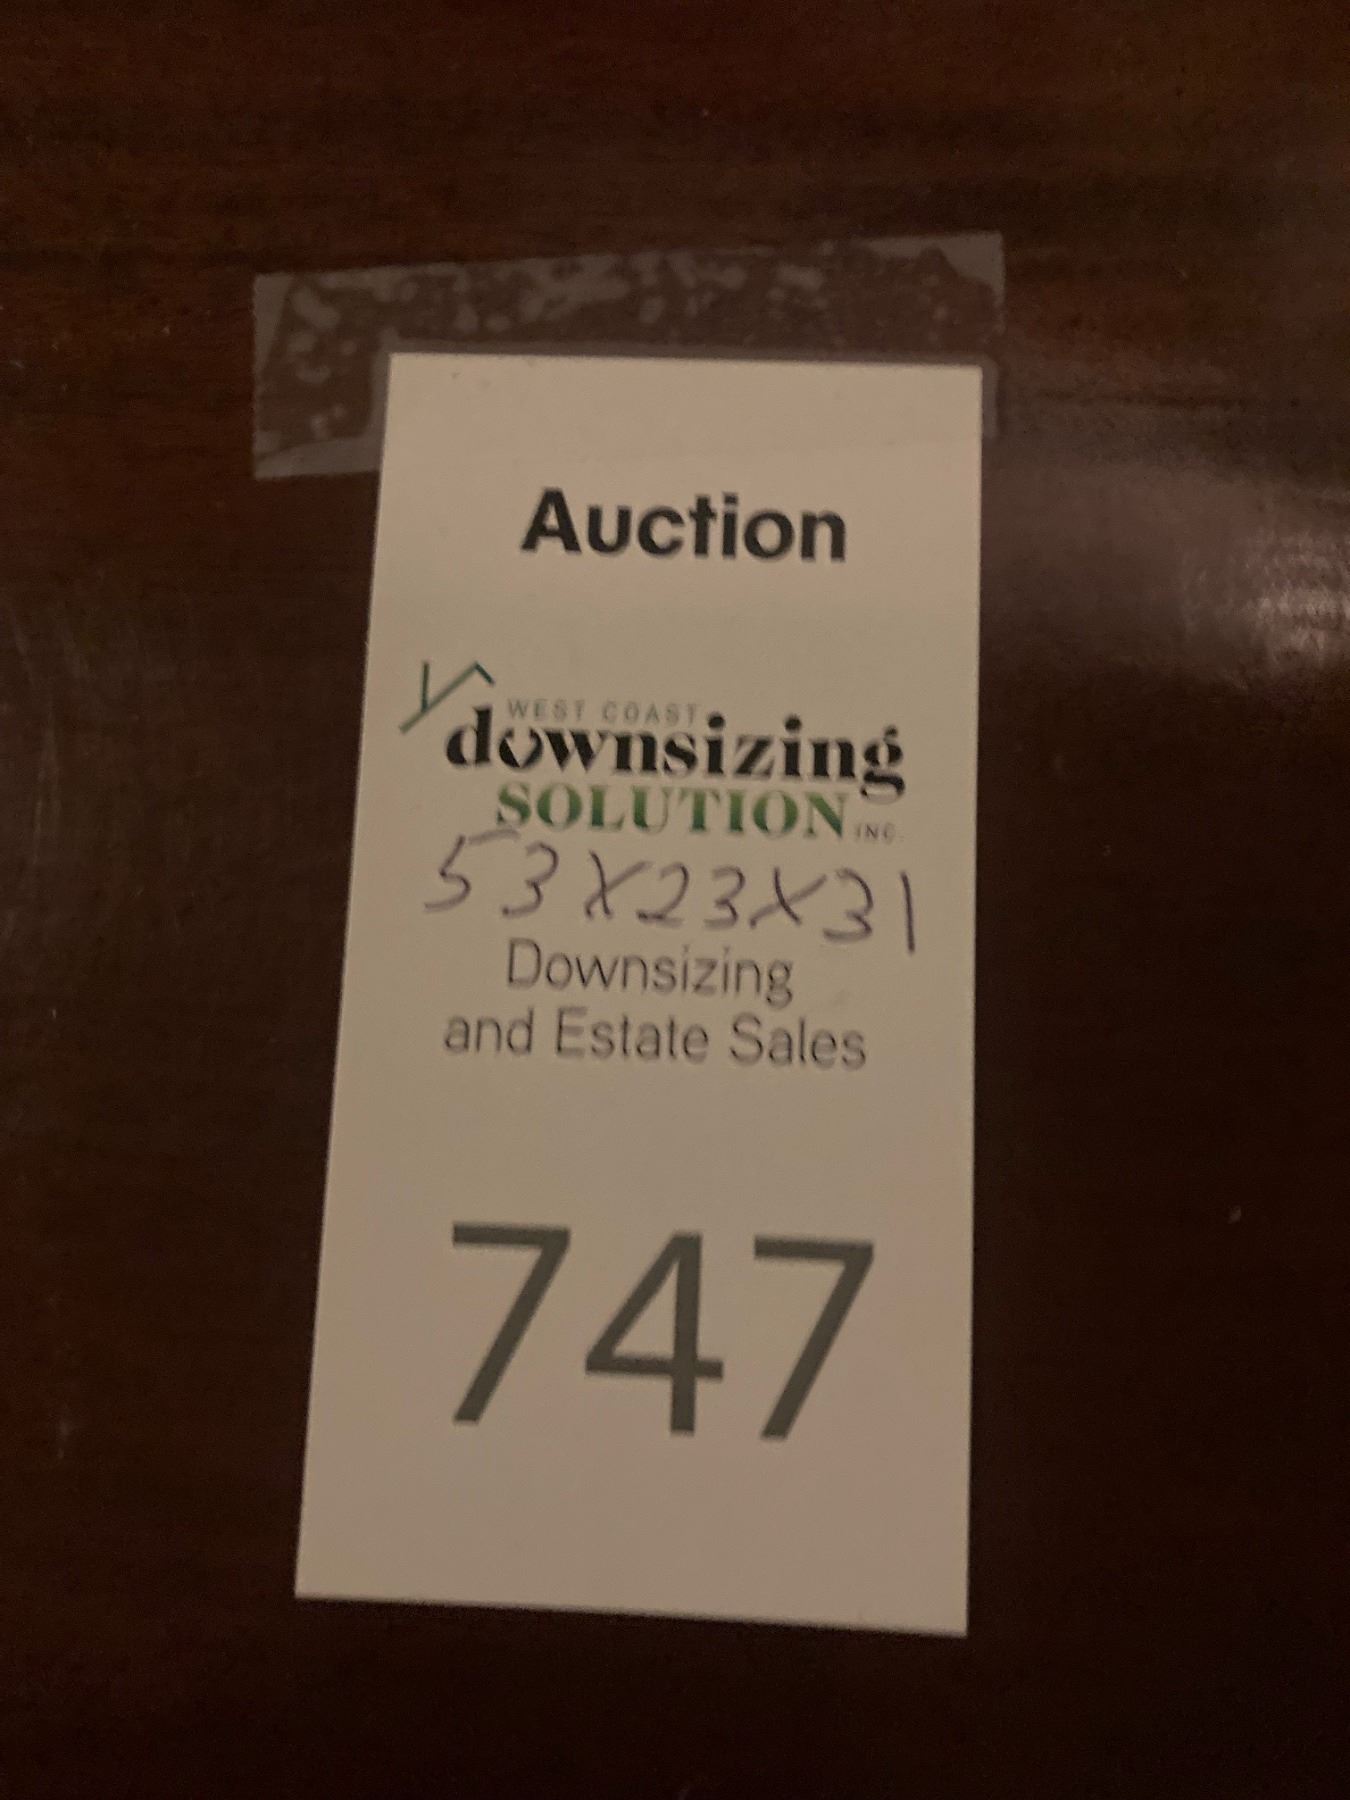 Auction
WEST COAST
downsizing
SOLUTION INC.
53X23X31
Downsizing
and Estate Sales
747